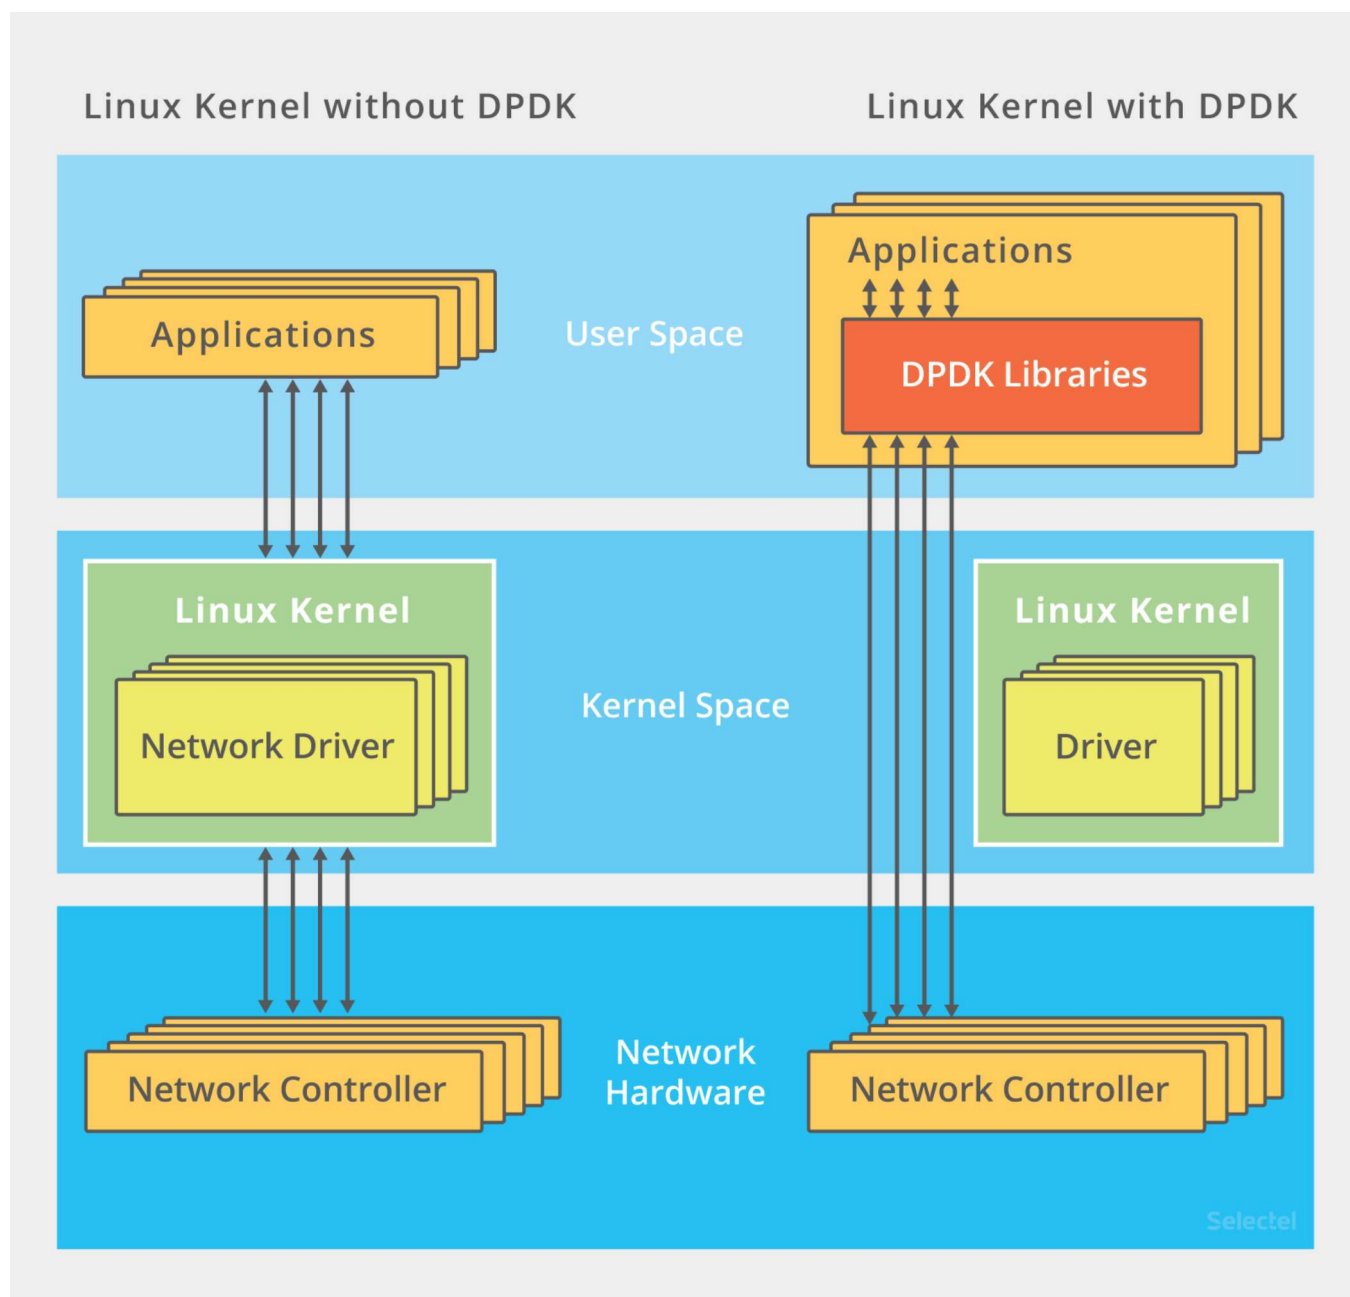 Linux Kernel without DPDK
Linux Kernel with DPDK
Applications
User Space
Applications
DPDK Libraries
Linux Kernel
Network Driver
Kernel Space
Linux Kernel
Driver
Network Controller
Network
Hardware
Network Controller
Selectel